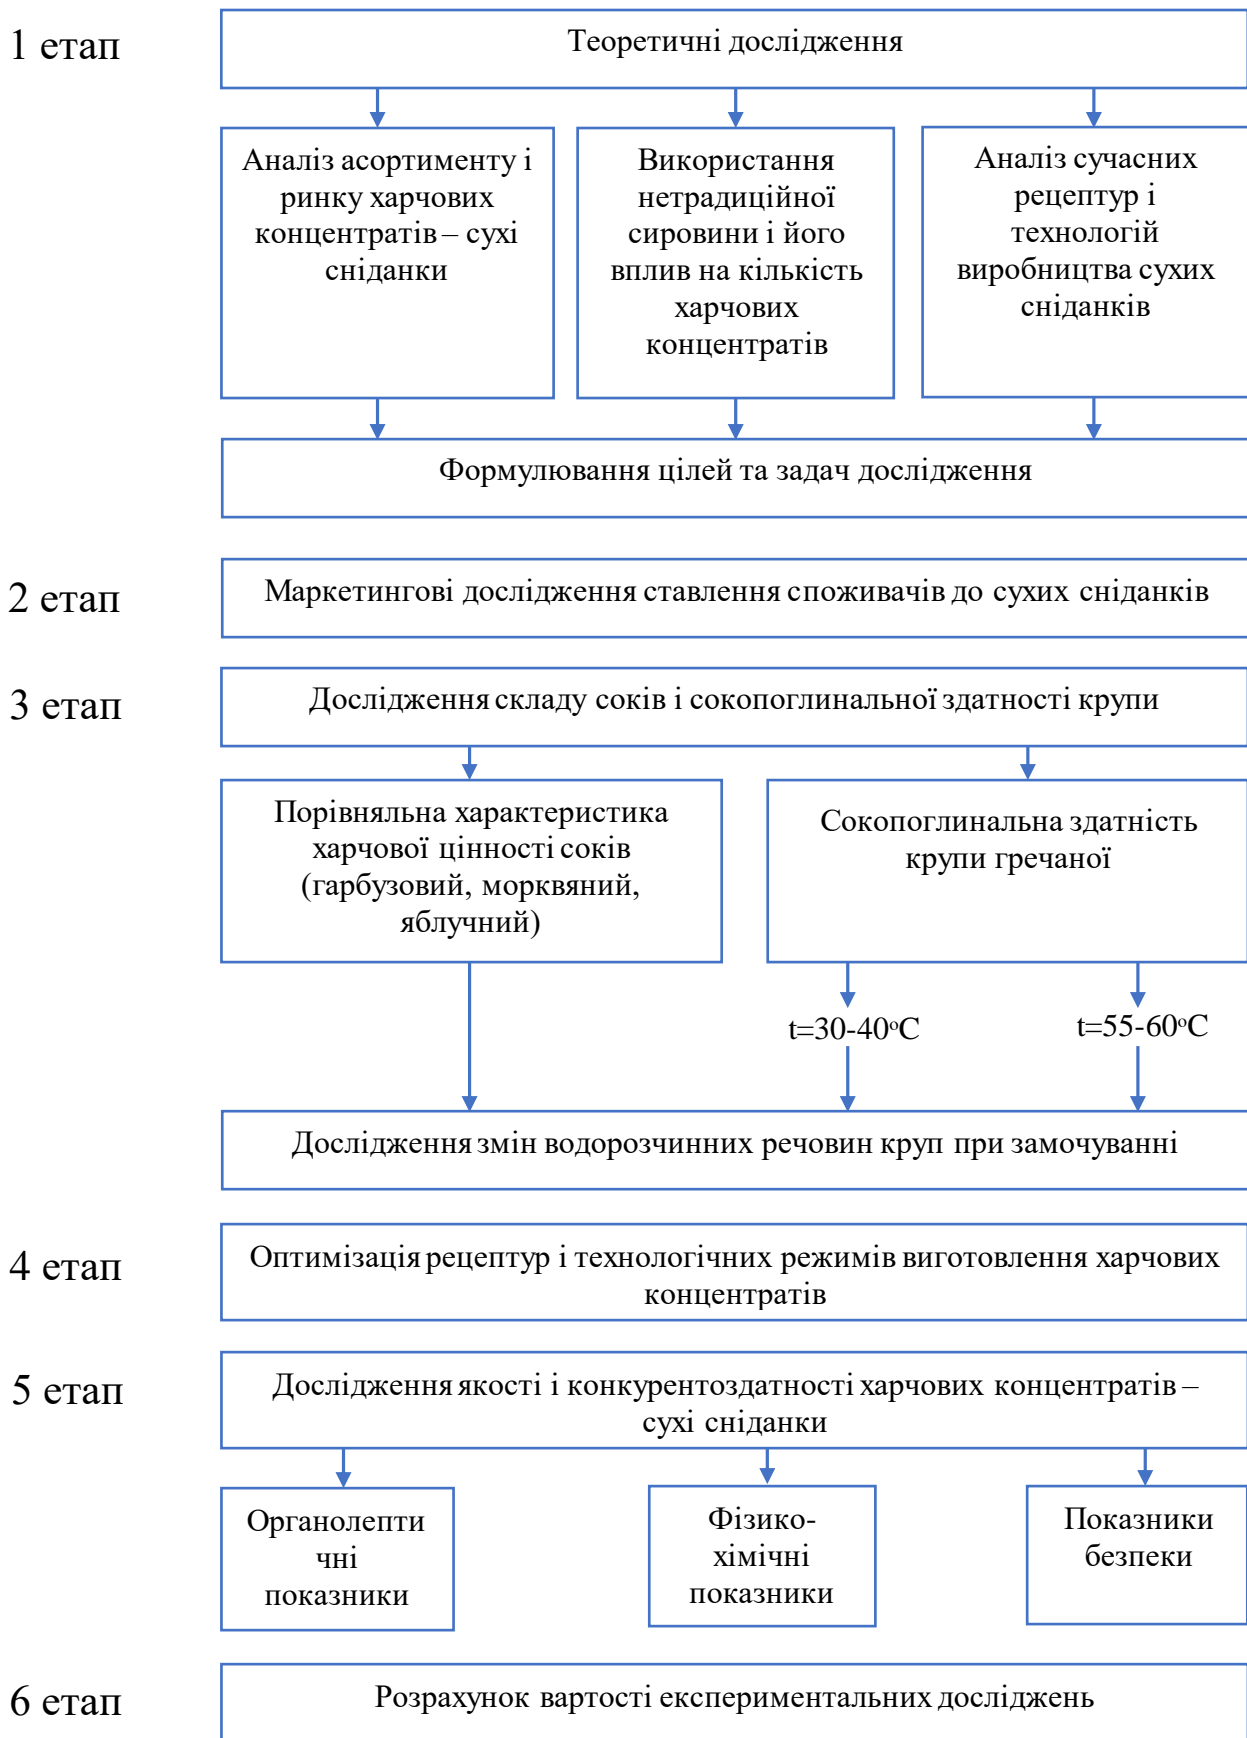 1 етап
Теоретичні дослідження
Аналіз асортименту і
ринку харчових
концентратів – сухі
сніданки
Використання
нетрадиційної
сировини і його
вплив на кількість
харчових
концентратів
Аналіз сучасних
рецептур і
технологій
виробництва сухих
сніданків
Формулювання цілей та задач дослідження
2 етап
Маркетингові дослідження ставлення споживачів до сухих сніданків
3 етап
Дослідження складу соків і сокопоглинальної здатності крупи
Порівняльна характеристика
харчової цінності соків
(гарбузовий, морквяний,
яблучний)
Сокопоглинальна здатність
крупи гречаної
t=30-40°С
t=55-60°С
Дослідження змін водорозчинних речовин круп при замочуванні
4 етап
Оптимізація рецептур і технологічних режимів виготовлення харчових
концентратів
5 етап
Дослідження якості і конкурентоздатності харчових концентратів –
сухі сніданки
Органолепти
чні
показники
Фізико-
хімічні
показники
Показники
безпеки
6 етап
Розрахунок вартості експериментальних досліджень